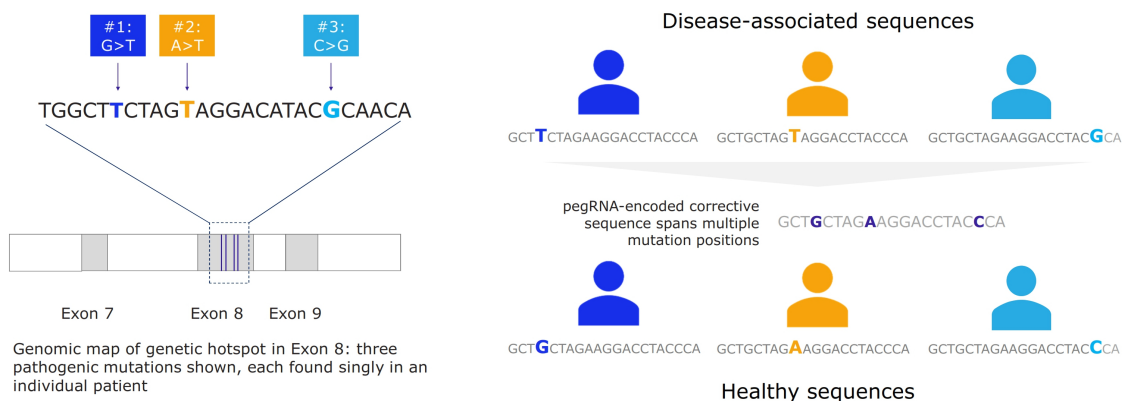 #1:
G>T
#2:
A>T
#3:
C>G
TGGCTTCTAGTAGGACATACGCAACA
Exon 7
Exon 8
Exon 9
Genomic map of genetic hotspot in Exon 8: three
pathogenic mutations shown, each found singly in an
individual patient
Disease-associated sequences
GCTTCTAGAAGGACCTACCCA
GCTGCTAGTAGGACCTACCCA
GCTGCTAGAAGGACCTACGCA
pegRNA-encoded corrective
sequence spans multiple
mutation positions
GCTGCTAGAAGGACCTACCCA
GCTGCTAGAAGGACCTACCCA
GCTGCTAGAAGGACCTACCCA
GCTGCTAGAAGGACCTACCCA
Healthy sequences